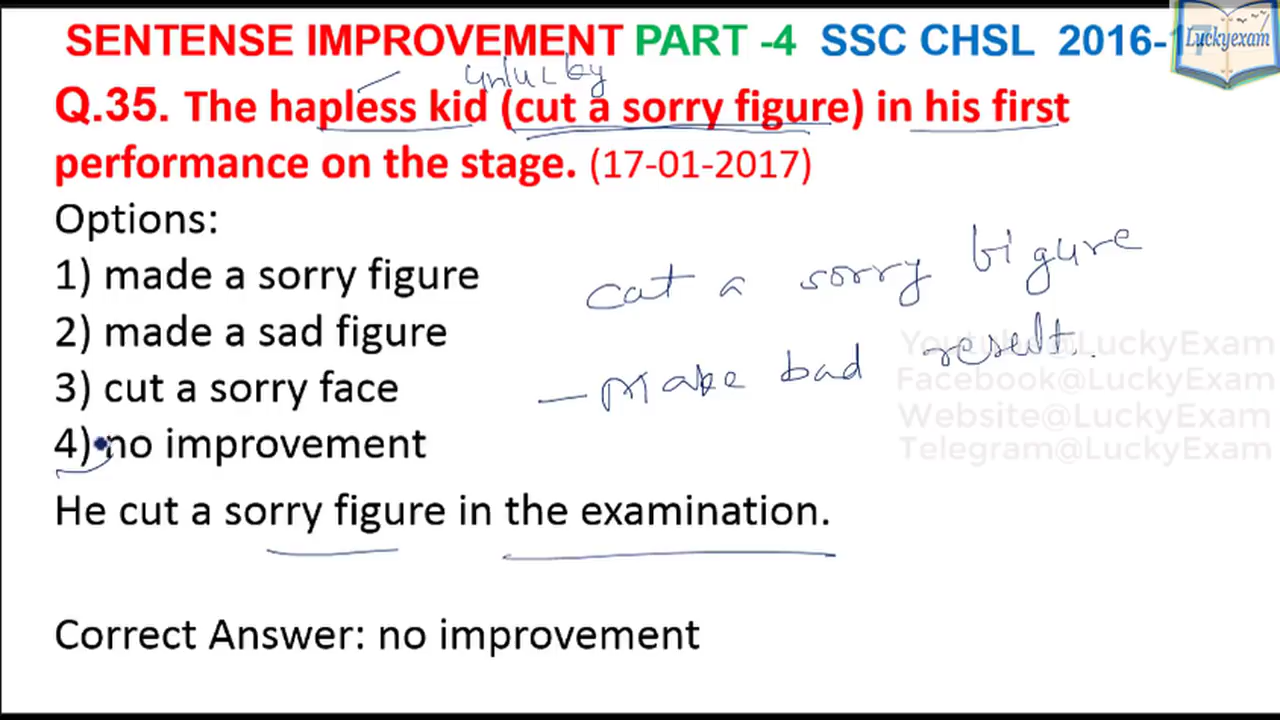 SENTENSE IMPROVEMENT PART -4 SSC CHSL 2016-17
Luckyexam
unlucky
Q.35. The hapless kid (cut a sorry figure) in his first
performance on the stage. (17-01-2017)
Options:
1) made a sorry figure
2) made a sad figure
3) cut a sorry face
4) no improvement
cut a sorry figure
– Make bad result.
Youtube@LuckyExam
Facebook@LuckyExam
Website@LuckyExam
Telegram@LuckyExam
He cut a sorry figure in the examination.
Correct Answer: no improvement